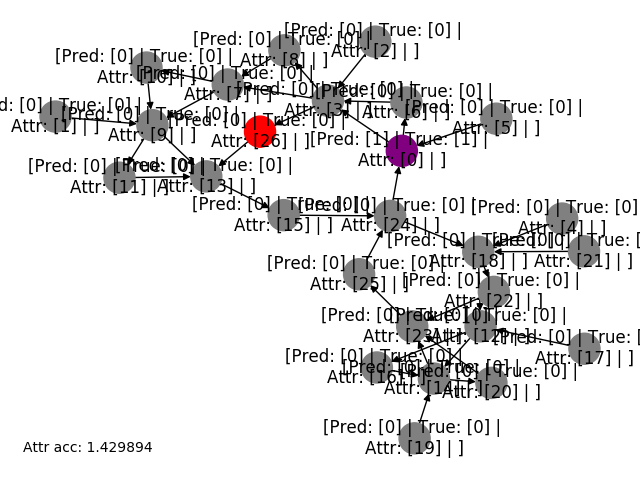 [Pred: [0] | True: [0] |
Attr: [2] | ]
[Pred: [0] | True: [0] |
Attr: [8] | ]
[Pred: [0] | True: [0] |
Attr: [10] | ]
[Pred: [0] | True: [0] |
Attr: [7] | ]
[Pred: [0] | True: [0] |
Attr: [3] | ]
[Pred: [0] | True: [0] |
Attr: [6] | ]
[Pred: [0] | True: [0] |
Attr: [1] | ]
[Pred: [0] | True: [0] |
Attr: [5] | ]
[Pred: [0] | True: [0] |
Attr: [9] | ]
[Pred: [0] | True: [0] |
Attr: [26] | ]
[Pred: [1] | True: [1] |
Attr: [0] | ]
[Pred: [0] | True: [0] |
Attr: [11] | ]
[Pred: [0] | True: [0] |
Attr: [13] | ]
[Pred: [0] | True: [0] |
Attr: [15] | ]
[Pred: [0] | True: [0] |
Attr: [24] | ]
[Pred: [0] | True: [0]
Attr: [4] | ]
[Pred: [0] | True: [0] |
Attr: [18] | ]
[Pred: [0] | True: [
Attr: [21] | ]
[Pred: [0] | True: [0] |
Attr: [25] | ]
[Pred: [0] | True: [0] |
Attr: [22] | ]
[Pred: [0] | True: [0] |
Attr: [23] | ]
[Pred: [0] | True: [0] |
Attr: [12] | ]
[Pred: [0] | True: [
Attr: [17] | ]
[Pred: [0] | True: [0] |
Attr: [16] | ]
[Pred: [0] | True: [0] |
Attr: [14] | ]
[Pred: [0] | True: [0] |
Attr: [20] | ]
[Pred: [0] | True: [0] |
Attr: [19] | ]
Attr acc: 1.429894